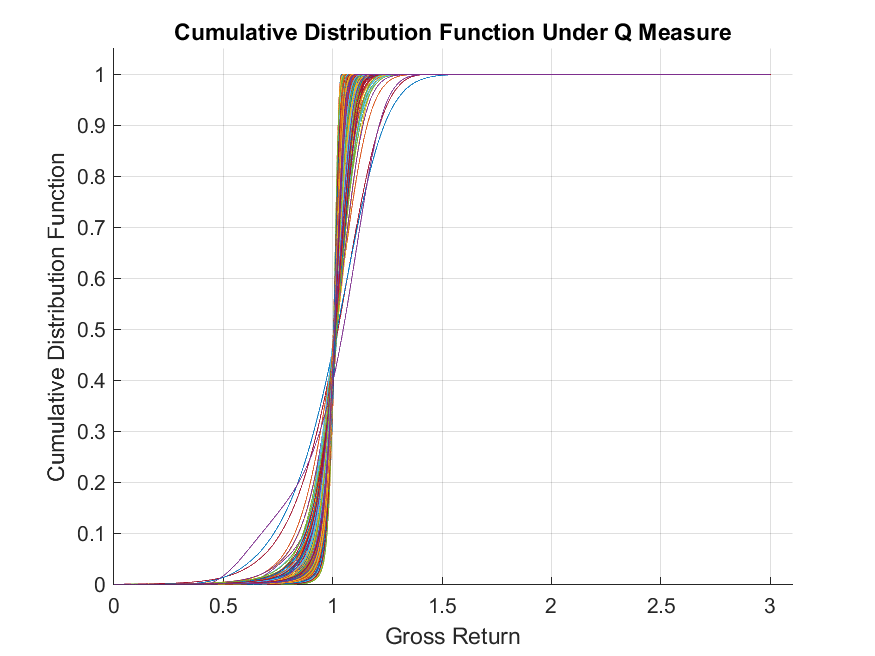 Cumulative Distribution Function Under Q Measure
Cumulative Distribution Function
1
0.9
0.8
0.7
0.6
0.5
0.4
0.3
0.2
0.1
0
0 0.5 1 1.5 2 2.5 3
Gross Return